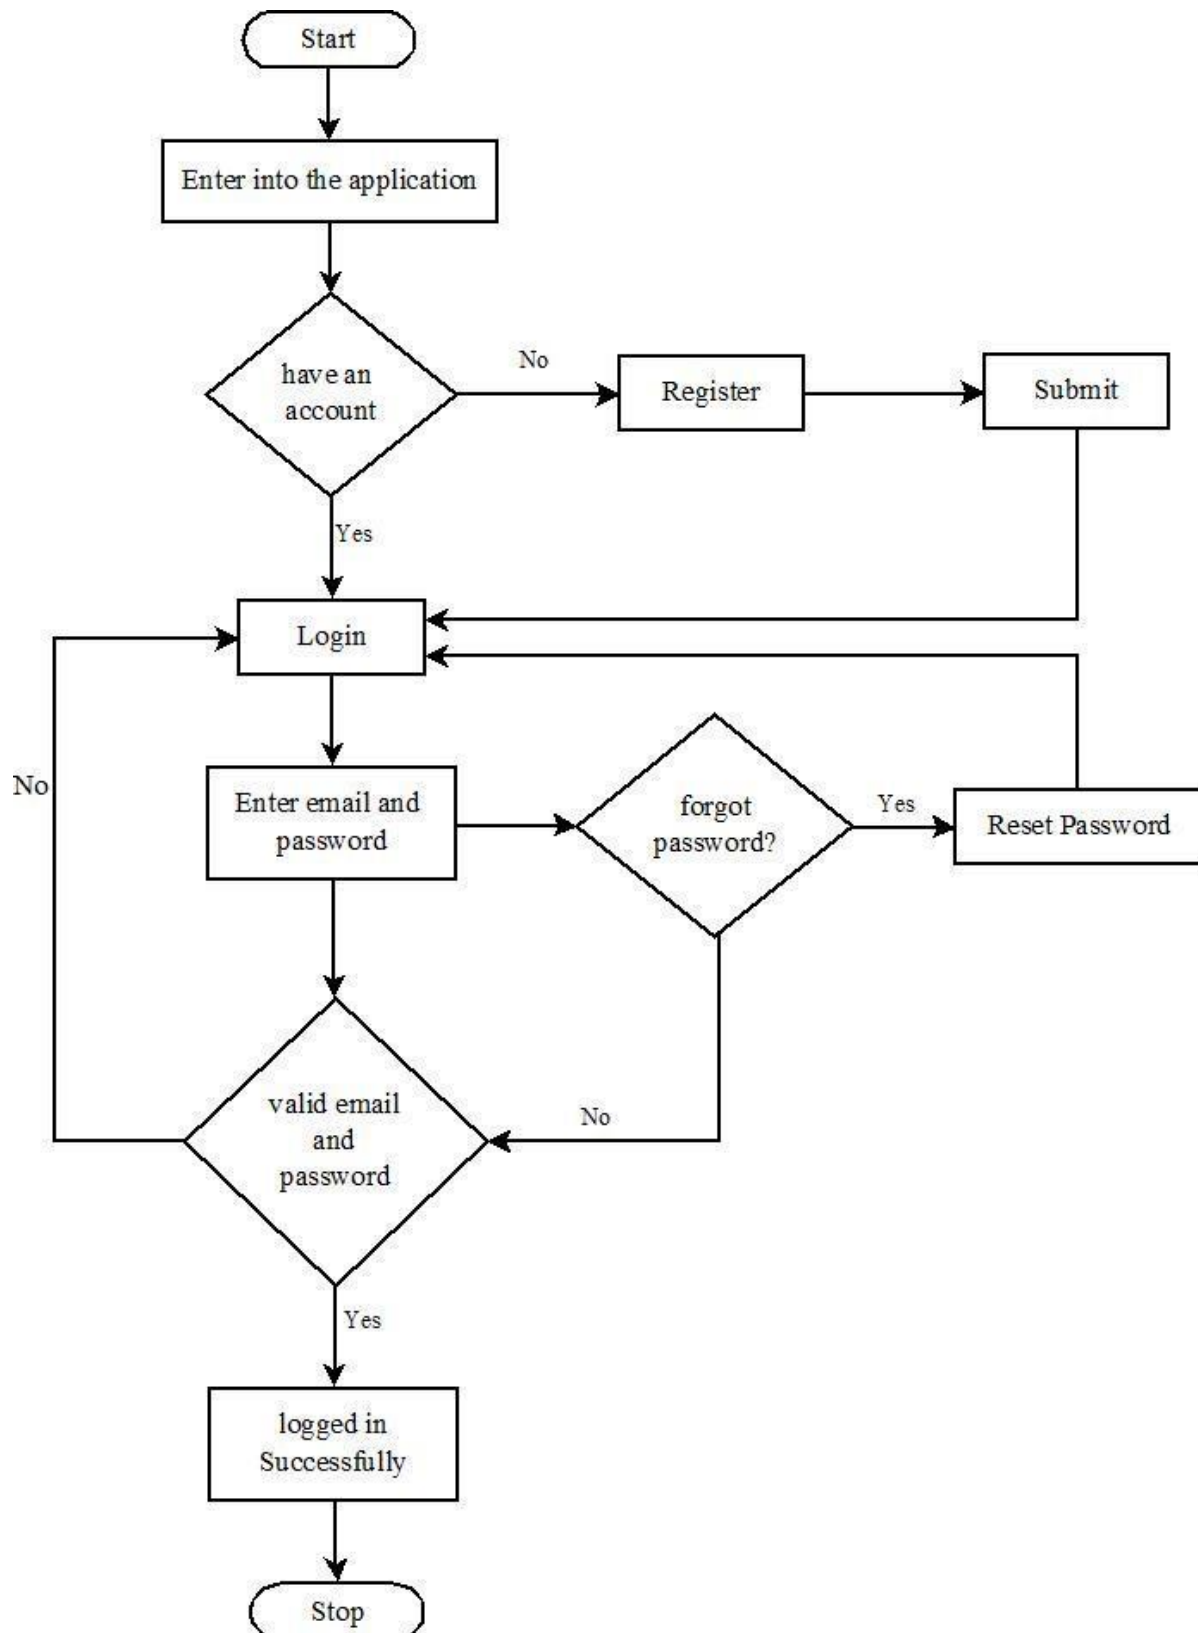 Start
Enter into the application
have an
account
No
Register
Submit
Yes
Login
No
Enter email and
password
forgot
password?
Yes
Reset Password
valid email
and
password
No
Yes
logged in
Successfully
Stop